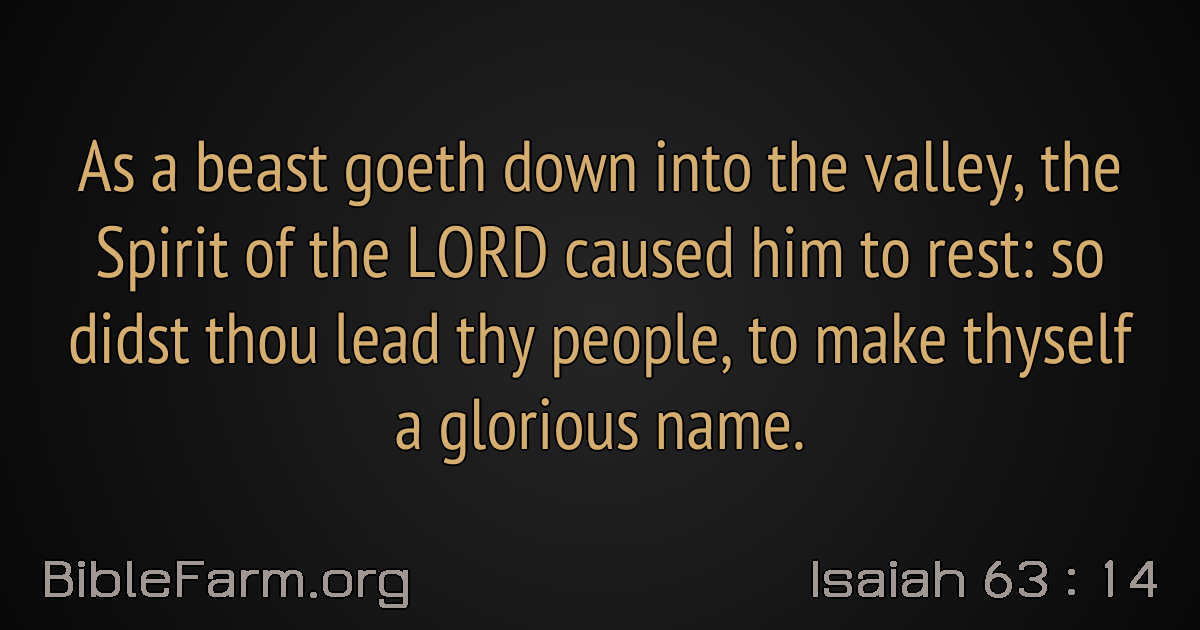 As a beast goeth down into the valley, the
Spirit of the LORD caused him to rest: so
didst thou lead thy people, to make thyself
a glorious name.
BibleFarm.org
Isaiah 63 : 14